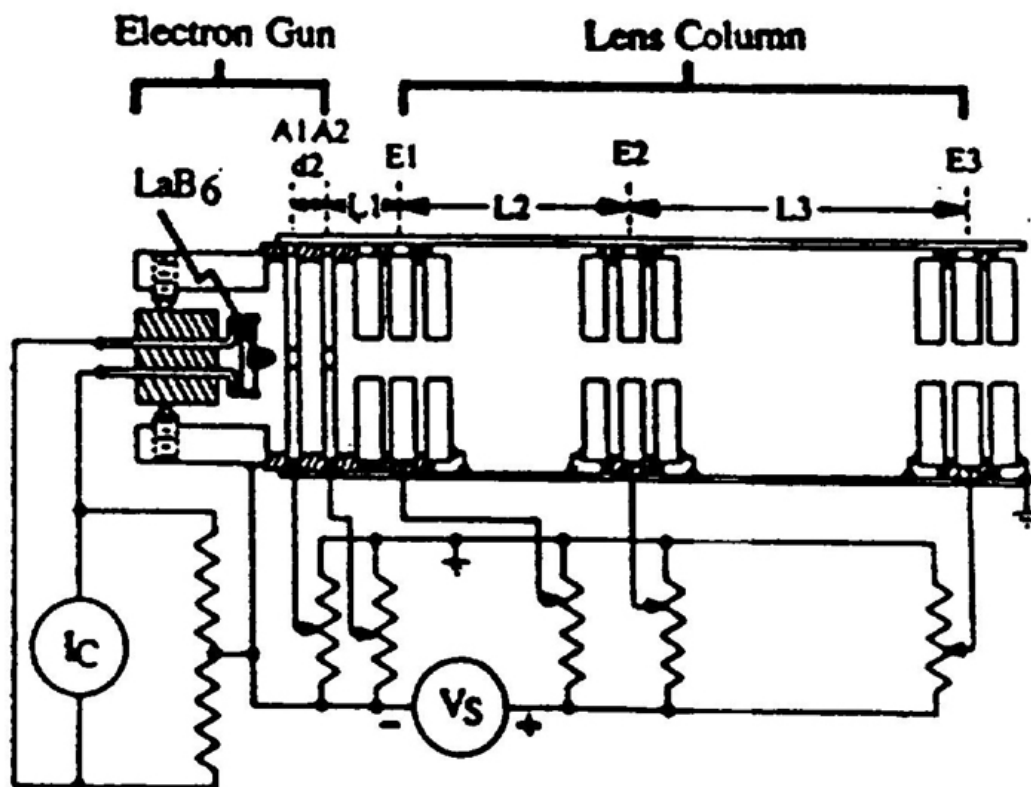 Electron Gun Lens Column
A1 A2
d2 E1 E2 E3
LaB6
L1 L2 L3
IC
- VS +